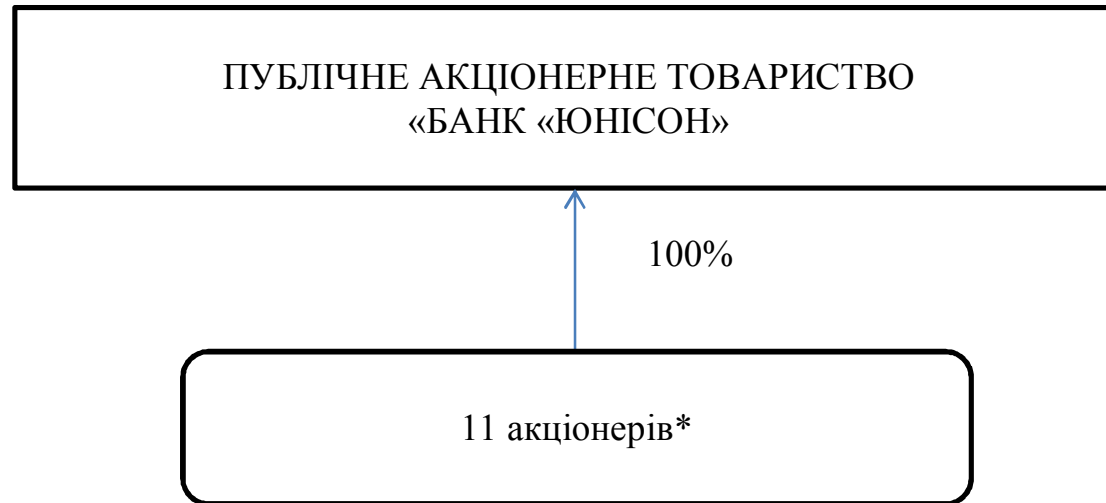 ПУБЛІЧНЕ АКЦІОНЕРНЕ ТОВАРИСТВО
«БАНК «ЮНІСОН»
100%
11 акціонерів*